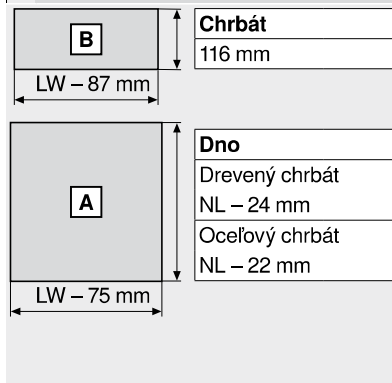 B
Chrbát
116 mm
LW – 87 mm
A
Dno
Drevený chrbát
NL – 24 mm
Oceľový chrbát
NL – 22 mm
LW – 75 mm